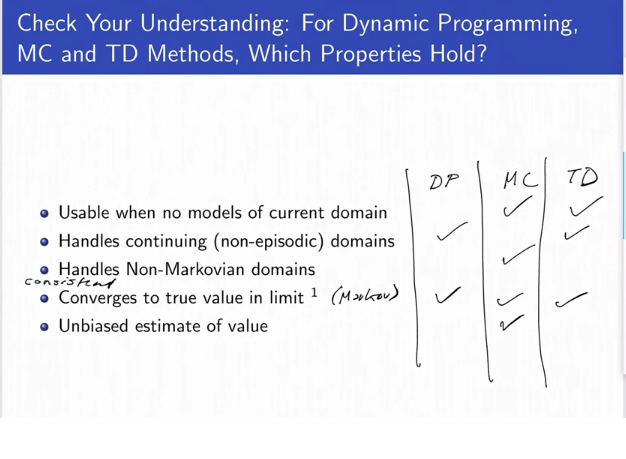 Check Your Understanding: For Dynamic Programming,
MC and TD Methods, Which Properties Hold?
DP MC TD
• Usable when no models of current domain ✓ ✓
• Handles continuing (non-episodic) domains ✓ ✓
• Handles Non-Markovian domains ✓
consistent
• Converges to true value in limit ¹ (Markov) ✓ ✓ ✓
• Unbiased estimate of value ✓